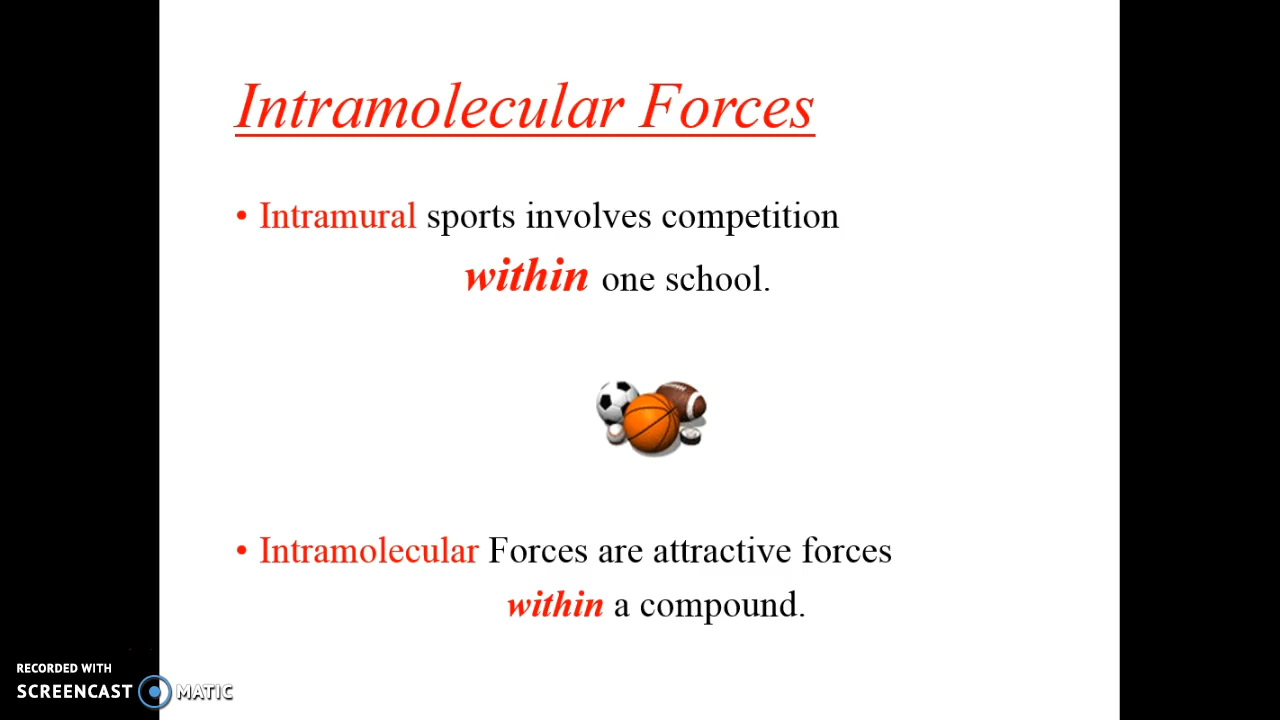 Intramolecular Forces
• Intramural sports involves competition
within one school.
• Intramolecular Forces are attractive forces
within a compound.
RECORDED WITH
SCREENCAST MATIC